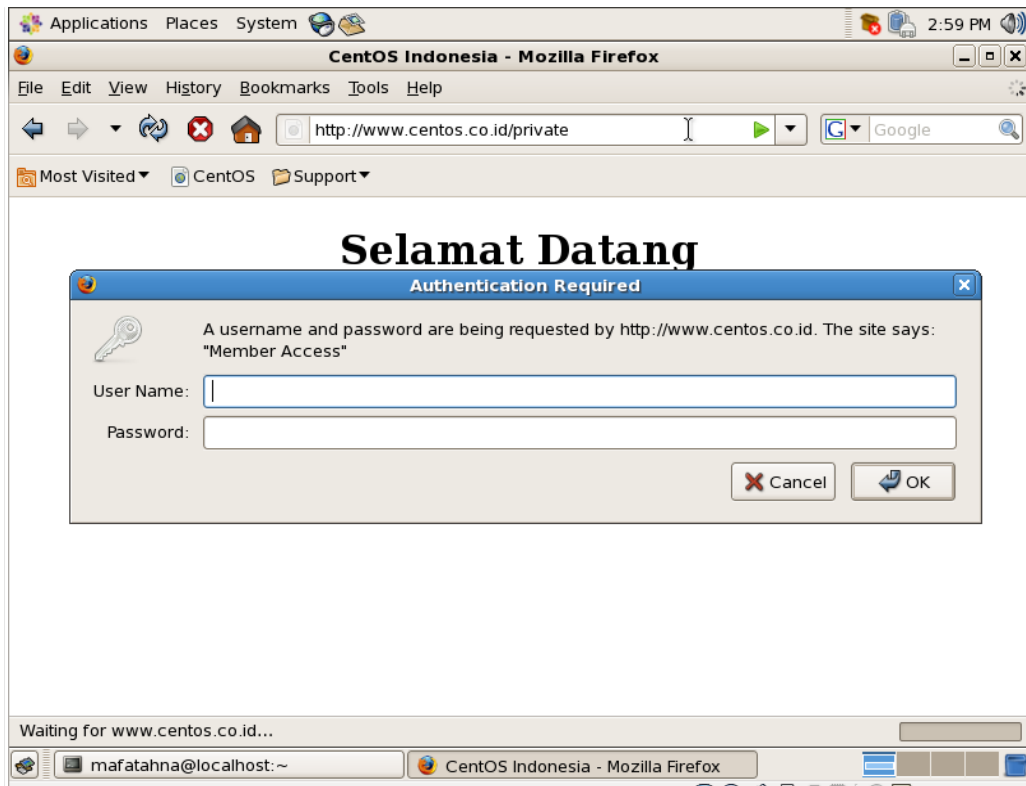 Applications Places System 2:59 PM
CentOS Indonesia - Mozilla Firefox
File Edit View History Bookmarks Tools Help
http://www.centos.co.id/private G Google
Most Visited CentOS Support
Selamat Datang
Authentication Required
A username and password are being requested by http://www.centos.co.id. The site says:
"Member Access"
User Name:
Password:
Cancel OK
Waiting for www.centos.co.id...
mafatahna@localhost:~ CentOS Indonesia - Mozilla Firefox